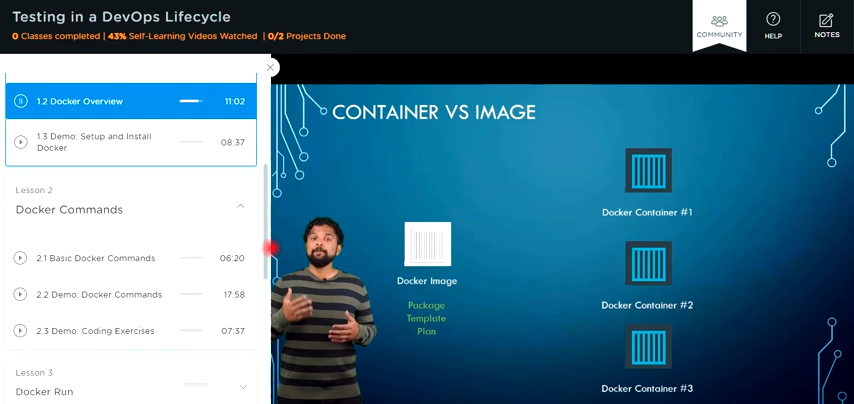 Testing in a DevOps Lifecycle
0 Classes completed | 43% Self-Learning Videos Watched | 0/2 Projects Done
COMMUNITY
HELP
NOTES
1.2 Docker Overview 11:02
1.3 Demo: Setup and Install
Docker 08:37
Lesson 2
Docker Commands
2.1 Basic Docker Commands 06:20
2.2 Demo: Docker Commands 17:58
2.3 Demo: Coding Exercises 07:37
Lesson 3
Docker Run
CONTAINER VS IMAGE
Docker Image
Package
Template
Plan
Docker Container #1
Docker Container #2
Docker Container #3